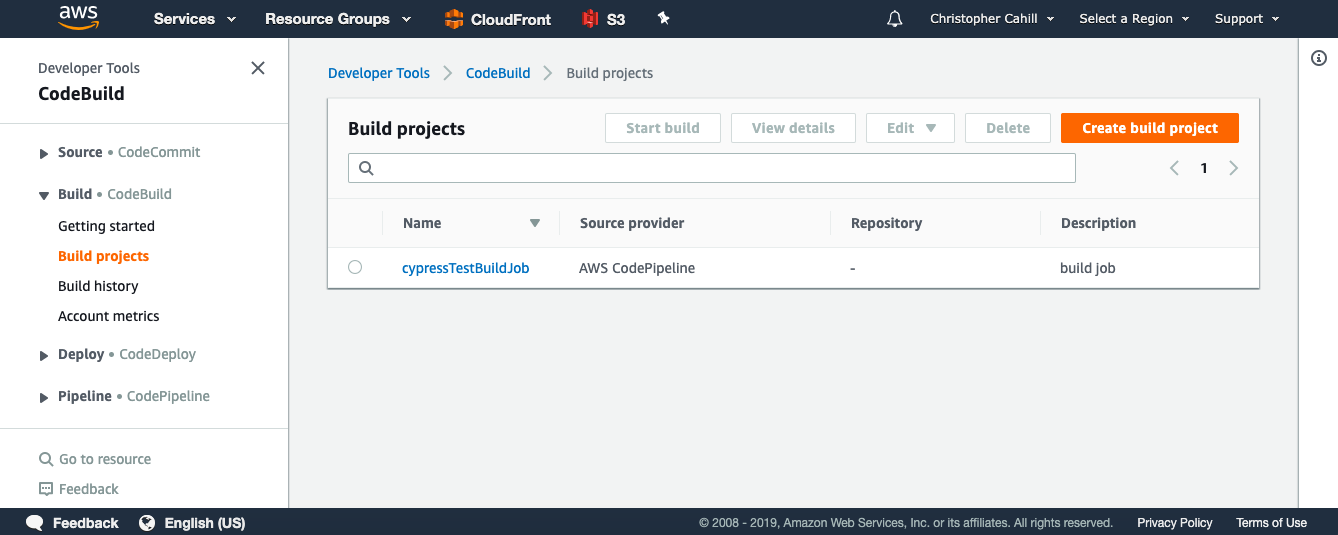 aws Services Resource Groups CloudFront S3 Christopher Cahill Select a Region Support
Developer Tools
CodeBuild
Source • CodeCommit
Build • CodeBuild
Getting started
Build projects
Build history
Account metrics
Deploy • CodeDeploy
Pipeline • CodePipeline
Go to resource
Feedback
Developer Tools CodeBuild Build projects
Build projects Start build View details Edit Delete Create build project
1
Name Source provider Repository Description
cypressTestBuildJob AWS CodePipeline - build job
Feedback English (US) © 2008 - 2019, Amazon Web Services, Inc. or its affiliates. All rights reserved. Privacy Policy Terms of Use